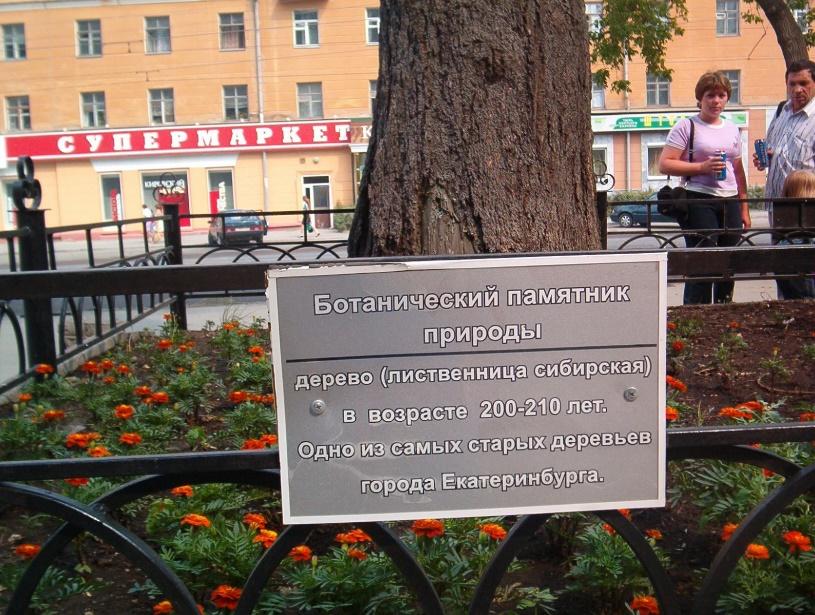 СУПЕРМАРКЕТ
Ботанический памятник
природы
дерево (лиственница сибирская)
в возрасте 200-210 лет.
Одно из самых старых деревьев
города Екатеринбурга.